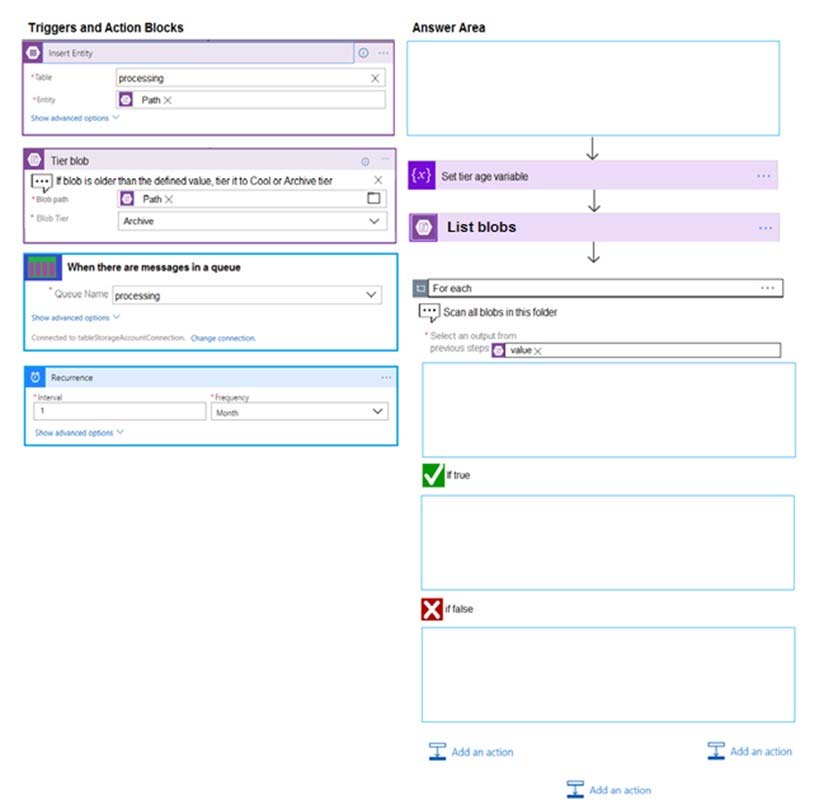 Triggers and Action Blocks
Insert Entity
*Table
processing
*Entity
Path
Show advanced options
Tier blob
If blob is older than the defined value, tier it to Cool or Archive tier
*Blob path
Path
*Blob Tier
Archive
When there are messages in a queue
*Queue Name
processing
Show advanced options
Connected to tableStorageAccountConnection. Change connection.
Recurrence
*Interval
*Frequency
1
Month
Show advanced options
Answer Area
{x} Set tier age variable
List blobs
For each
Scan all blobs in this folder
*Select an output from
previous steps
value
If true
if false
Add an action
Add an action
Add an action